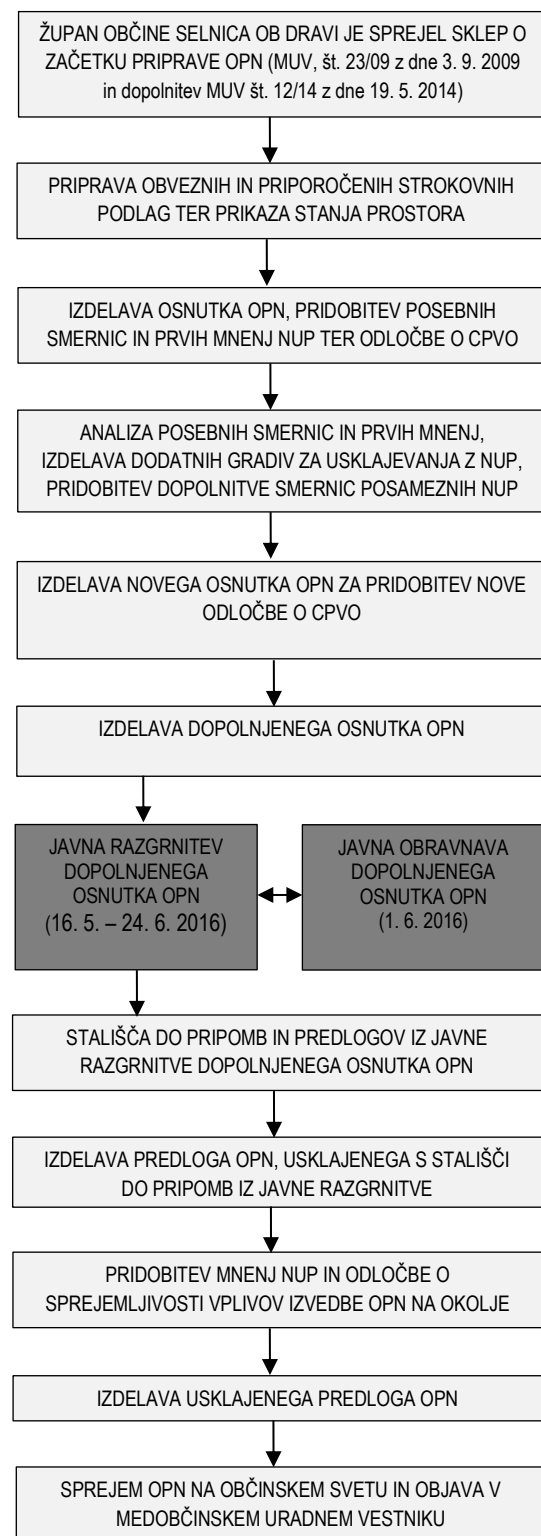 ŽUPAN OBČINE SELNICA OB DRAVI JE SPREJEL SKLEP O
ZAČETKU PRIPRAVE OPN (MUV, št. 23/09 z dne 3. 9. 2009
in dopolnitev MUV št. 12/14 z dne 19. 5. 2014)
PRIPRAVA OBVEZNIH IN PRIPOROČENIH STROKOVNIH
PODLAG TER PRIKAZA STANJA PROSTORA
IZDELAVA OSNUTKA OPN, PRIDOBITEV POSEBNIH
SMERNIC IN PRVIH MNENJ NUP TER ODLOČBE O CPVO
ANALIZA POSEBNIH SMERNIC IN PRVIH MNENJ,
IZDELAVA DODATNIH GRADIV ZA USKLAJEVANJA Z NUP,
PRIDOBITEV DOPOLNITVE SMERNIC POSAMEZNIH NUP
IZDELAVA NOVEGA OSNUTKA OPN ZA PRIDOBITEV NOVE
ODLOČBE O CPVO
IZDELAVA DOPOLNJENEGA OSNUTKA OPN
JAVNA RAZGRNITEV
DOPOLNJENEGA
OSNUTKA OPN
(16. 5. – 24. 6. 2016)
JAVNA OBRAVNAVA
DOPOLNJENEGA
OSNUTKA OPN
(1. 6. 2016)
STALIŠČA DO PRIPOMB IN PREDLOGOV IZ JAVNE
RAZGRNITVE DOPOLNJENEGA OSNUTKA OPN
IZDELAVA PREDLOGA OPN, USKLAJENEGA S STALIŠČI
DO PRIPOMB IZ JAVNE RAZGRNITVE
PRIDOBITEV MNENJ NUP IN ODLOČBE O
SPREJEMLJIVOSTI VPLIVOV IZVEDBE OPN NA OKOLJE
IZDELAVA USKLAJENEGA PREDLOGA OPN
SPREJEM OPN NA OBČINSKEM SVETU IN OBJAVA V
MEDOBČINSKEM URADNEM VESTNIKU